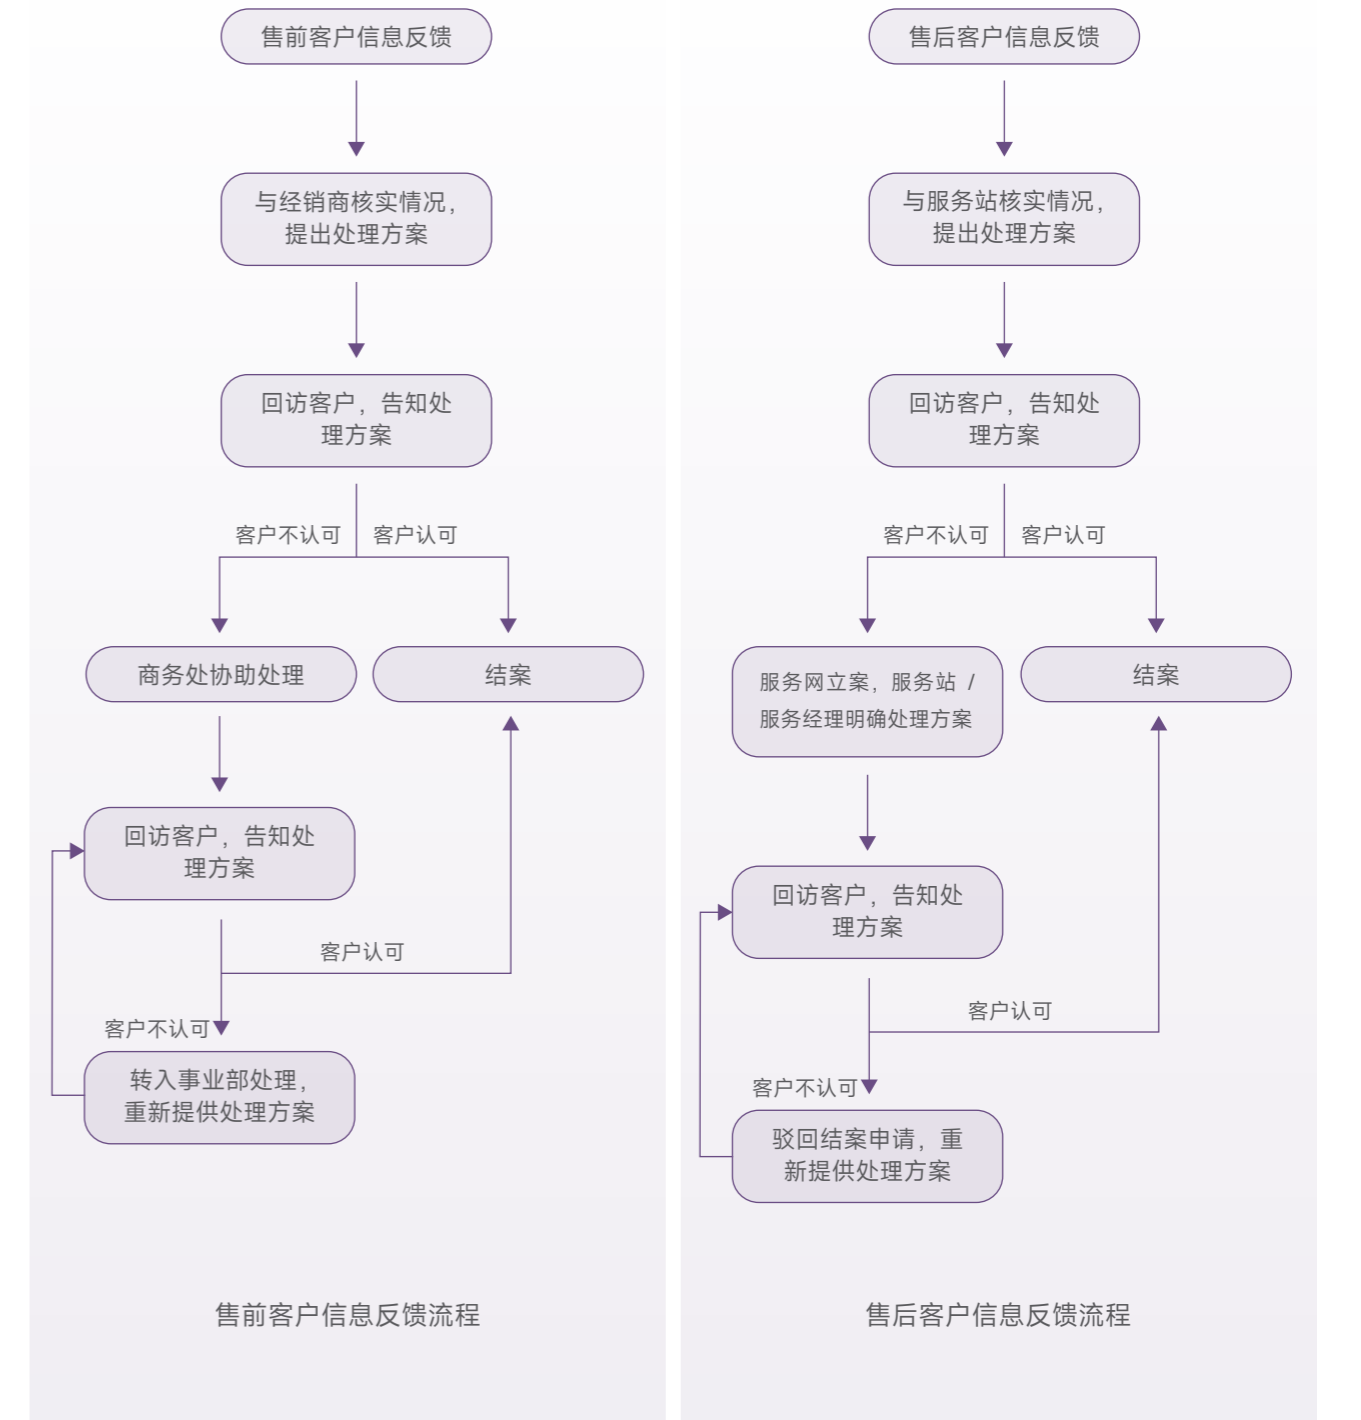 售前客户信息反馈
与经销商核实情况，
提出处理方案
回访客户，告知处
理方案
客户不认可
客户认可
商务处协助处理
结案
回访客户，告知处
理方案
客户认可
客户不认可
转入事业部处理，
重新提供处理方案
售前客户信息反馈流程
售后客户信息反馈
与服务站核实情况，
提出处理方案
回访客户，告知处
理方案
客户不认可
客户认可
服务网立案，服务站 /
服务经理明确处理方案
结案
回访客户，告知处
理方案
客户认可
客户不认可
驳回结案申请，重
新提供处理方案
售后客户信息反馈流程